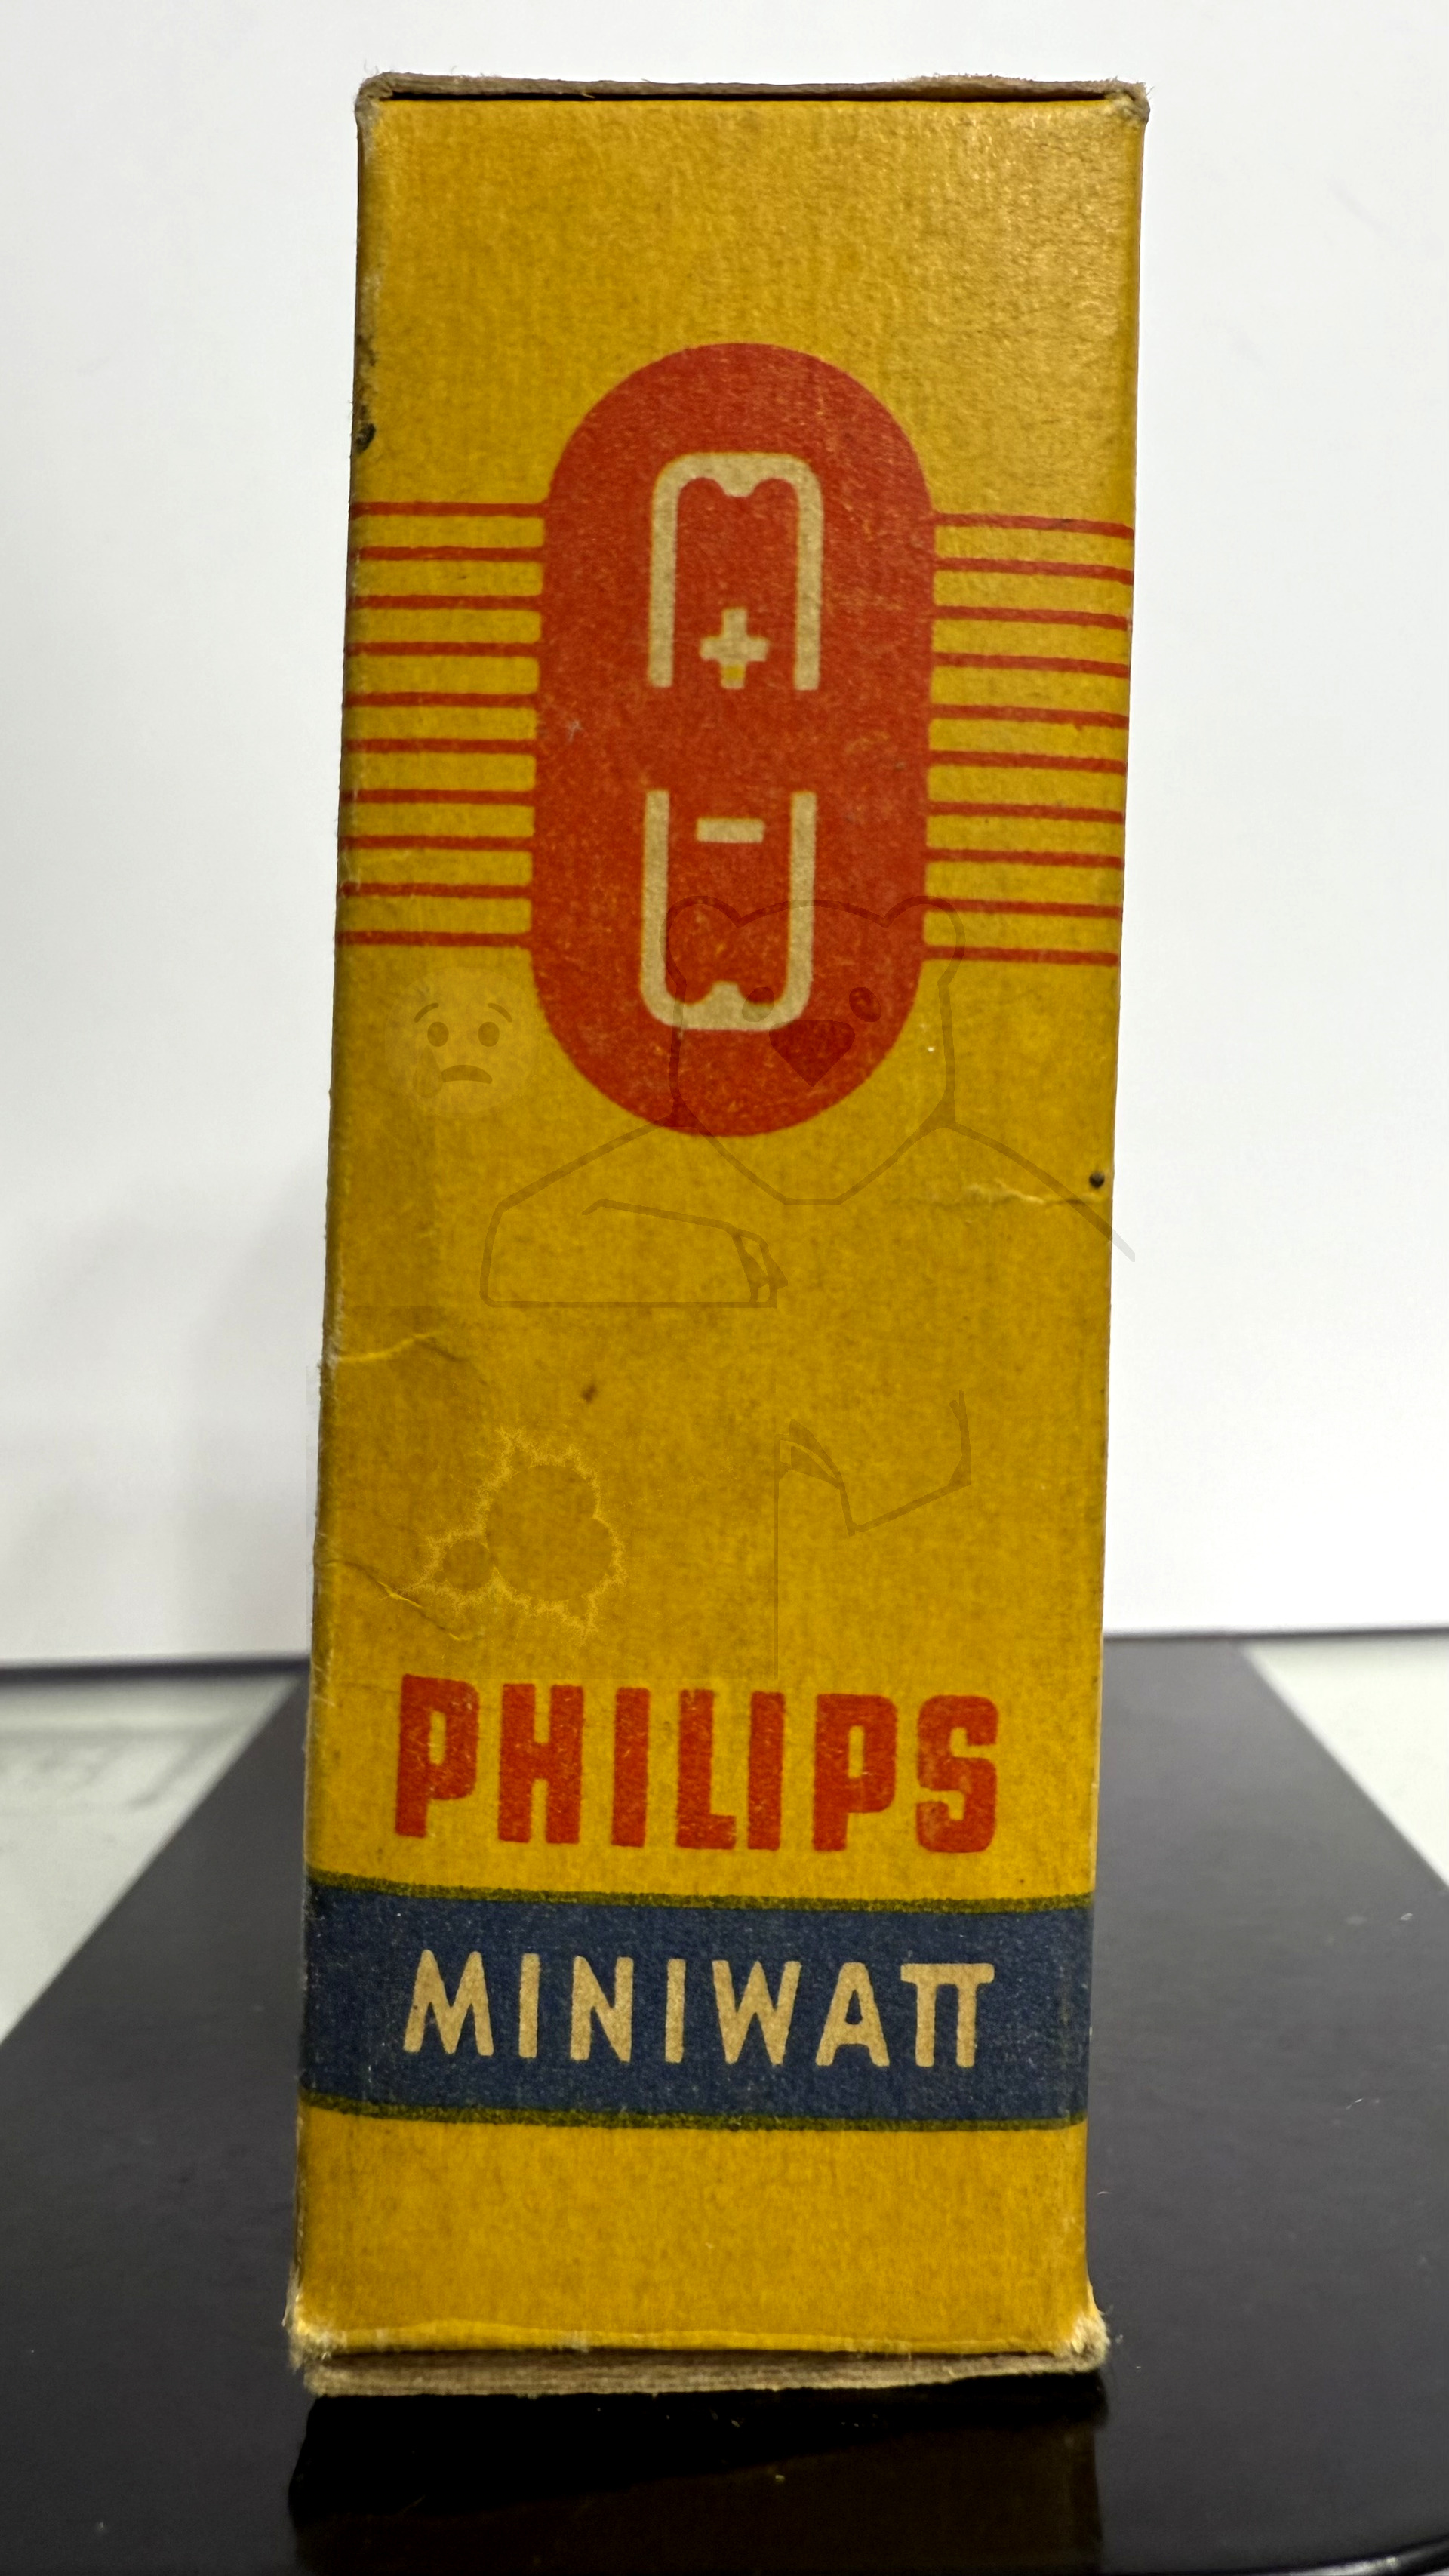 +
-
PHILIPS
MINIWATT